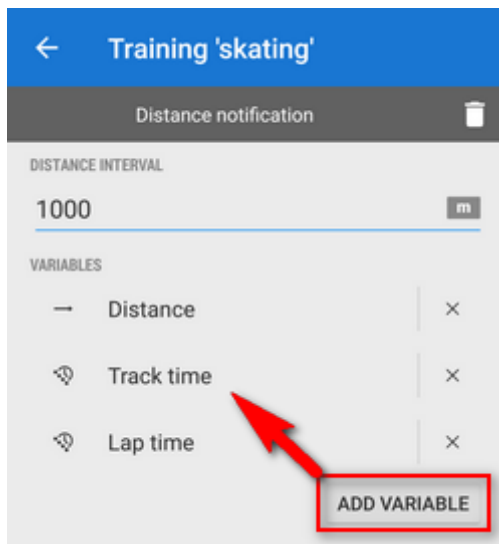 Training 'skating'
Distance notification
DISTANCE INTERVAL
1000 m
VARIABLES
Distance
Track time
Lap time
ADD VARIABLE